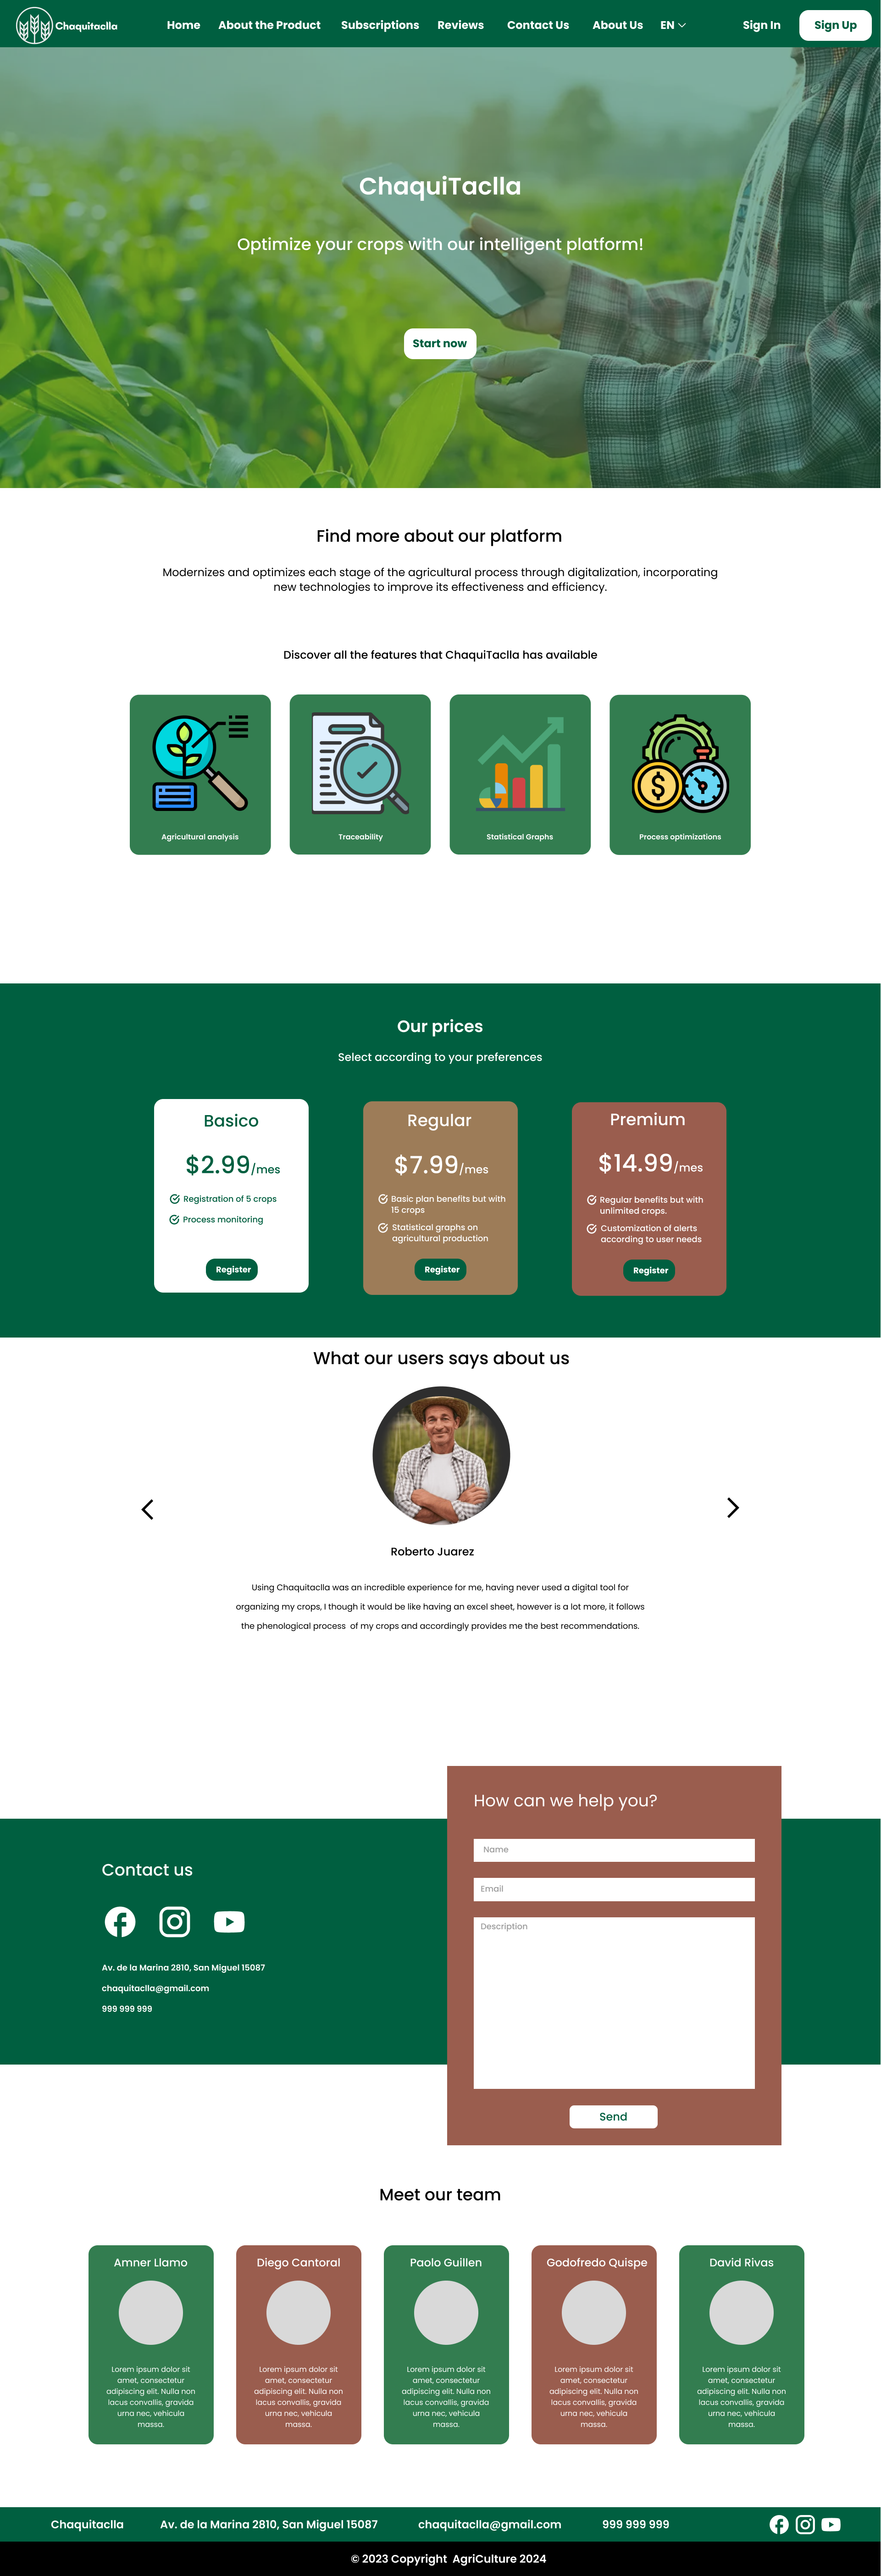 Chaquitaclla
Home About the Product Subscriptions Reviews Contact Us About Us EN Sign In Sign Up
ChaquiTaclla
Optimize your crops with our intelligent platform!
Start now
Find more about our platform
Modernizes and optimizes each stage of the agricultural process through digitalization, incorporating
new technologies to improve its effectiveness and efficiency.
Discover all the features that ChaquiTaclla has available
Agricultural analysis
Traceability
Statistical Graphs
Process optimizations
Our prices
Select according to your preferences
Basico
$2.99/mes
Registration of 5 crops
Process monitoring
Register
Regular
$7.99/mes
Basic plan benefits but with
15 crops
Statistical graphs on
agricultural production
Register
Premium
$14.99/mes
Regular benefits but with
unlimited crops.
Customization of alerts
according to user needs
Register
What our users says about us
Roberto Juarez
Using Chaquitaclla was an incredible experience for me, having never used a digital tool for
organizing my crops, I though it would be like having an excel sheet, however is a lot more, it follows
the phenological process of my crops and accordingly provides me the best recommendations.
How can we help you?
Name
Email
Description
Send
Contact us
Av. de la Marina 2810, San Miguel 15087
chaquitaclla@gmail.com
999 999 999
Meet our team
Amner Llamo
Lorem ipsum dolor sit
amet, consectetur
adipiscing elit. Nulla non
lacus convallis, gravida
urna nec, vehicula
massa.
Diego Cantoral
Lorem ipsum dolor sit
amet, consectetur
adipiscing elit. Nulla non
lacus convallis, gravida
urna nec, vehicula
massa.
Paolo Guillen
Lorem ipsum dolor sit
amet, consectetur
adipiscing elit. Nulla non
lacus convallis, gravida
urna nec, vehicula
massa.
Godofredo Quispe
Lorem ipsum dolor sit
amet, consectetur
adipiscing elit. Nulla non
lacus convallis, gravida
urna nec, vehicula
massa.
David Rivas
Lorem ipsum dolor sit
amet, consectetur
adipiscing elit. Nulla non
lacus convallis, gravida
urna nec, vehicula
massa.
Chaquitaclla Av. de la Marina 2810, San Miguel 15087 chaquitaclla@gmail.com 999 999 999
© 2023 Copyright AgriCulture 2024